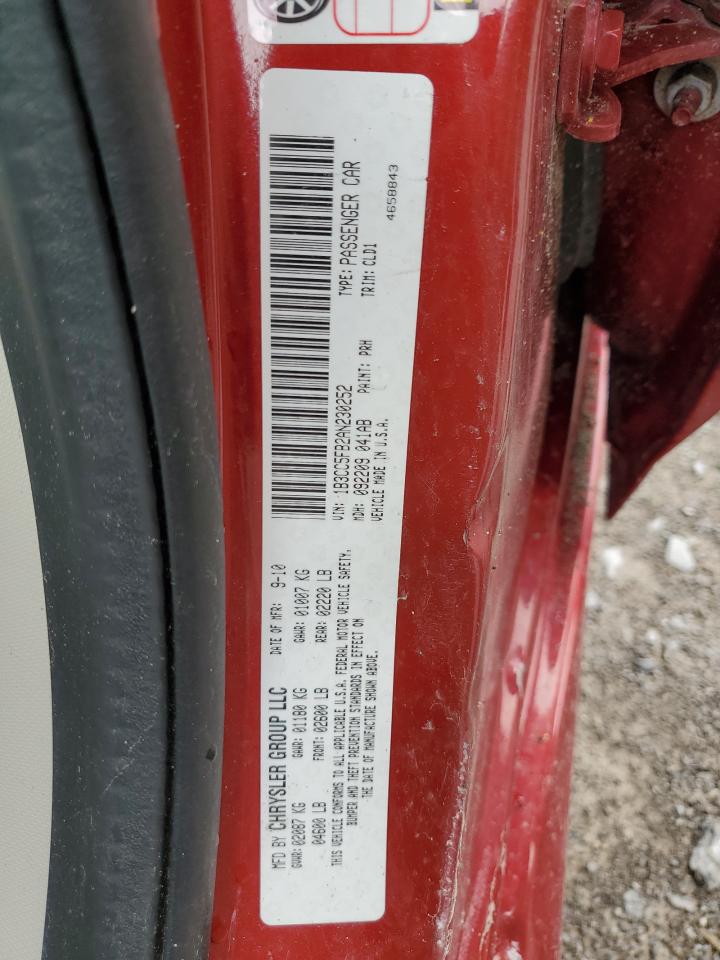 MFD BY CHRYSLER GROUP LLC DATE OF MFR: 9-10
GVWR: 02087 KG GAWR: 01180 KG GAWR: 01007 KG
04600 LB FRONT: 02600 LB REAR: 02220 LB
THIS VEHICLE CONFORMS TO ALL APPLICABLE U.S.A. FEDERAL MOTOR VEHICLE SAFETY,
BUMPER AND THEFT PREVENTION STANDARDS IN EFFECT ON
THE DATE OF MANUFACTURE SHOWN ABOVE.
VIN: 1B3CC5FB2AN230252 TYPE: PASSENGER CAR
MDH: 092209 041AB PAINT: PRH TRIM: CLD1
VEHICLE MADE IN U.S.A.
4658843